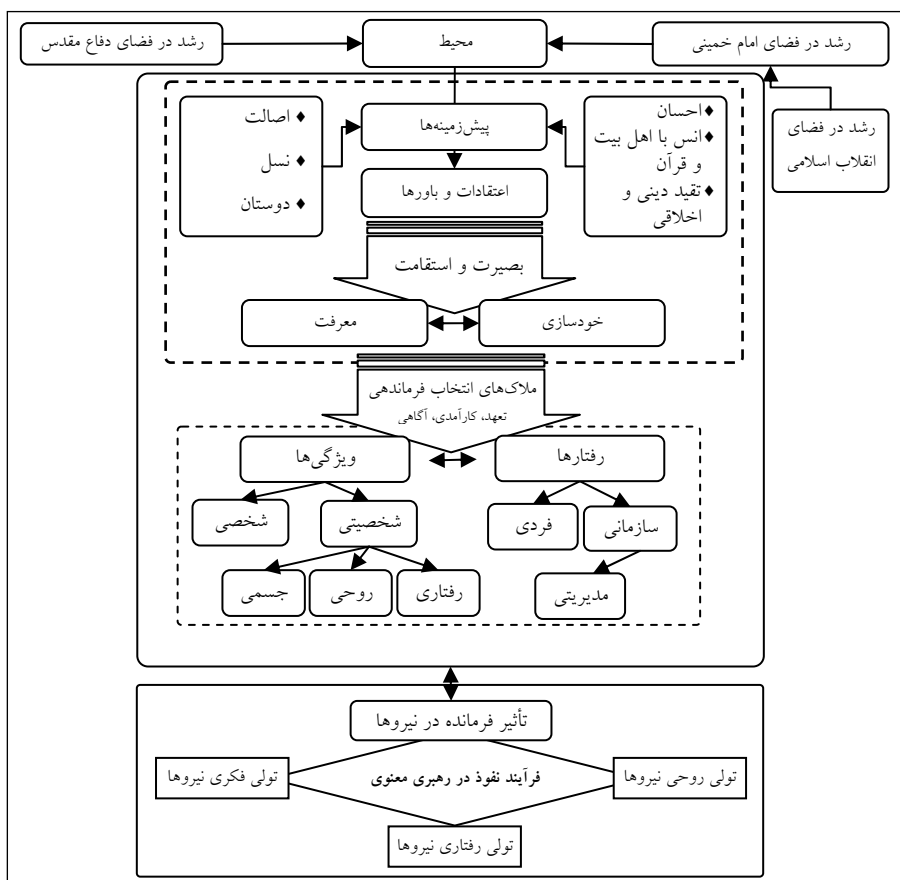 رشد در فضای امام خمینی
محیط
رشد در فضای دفاع مقدس
رشد در فضای
انقلاب اسلامی
♦ احسان
♦ انس با اهل بیت
و قرآن
♦ تقید دینی و
اخلاقی
پیش‌زمینه‌ها
♦ اصالت
♦ نسل
♦ دوستان
اعتقادات و باورها
بصیرت و استقامت
خودسازی
معرفت
ملاک‌های انتخاب فرماندهی
تعهد، کارآمدی، آگاهی
رفتارها
ویژگی‌ها
سازمانی
فردی
شخصیتی
شخصی
مدیریتی
رفتاری
روحی
جسمی
تأثیر فرمانده در نیروها
تولی روحی نیروها
فرآیند نفوذ در رهبری معنوی
تولی فکری نیروها
تولی رفتاری نیروها